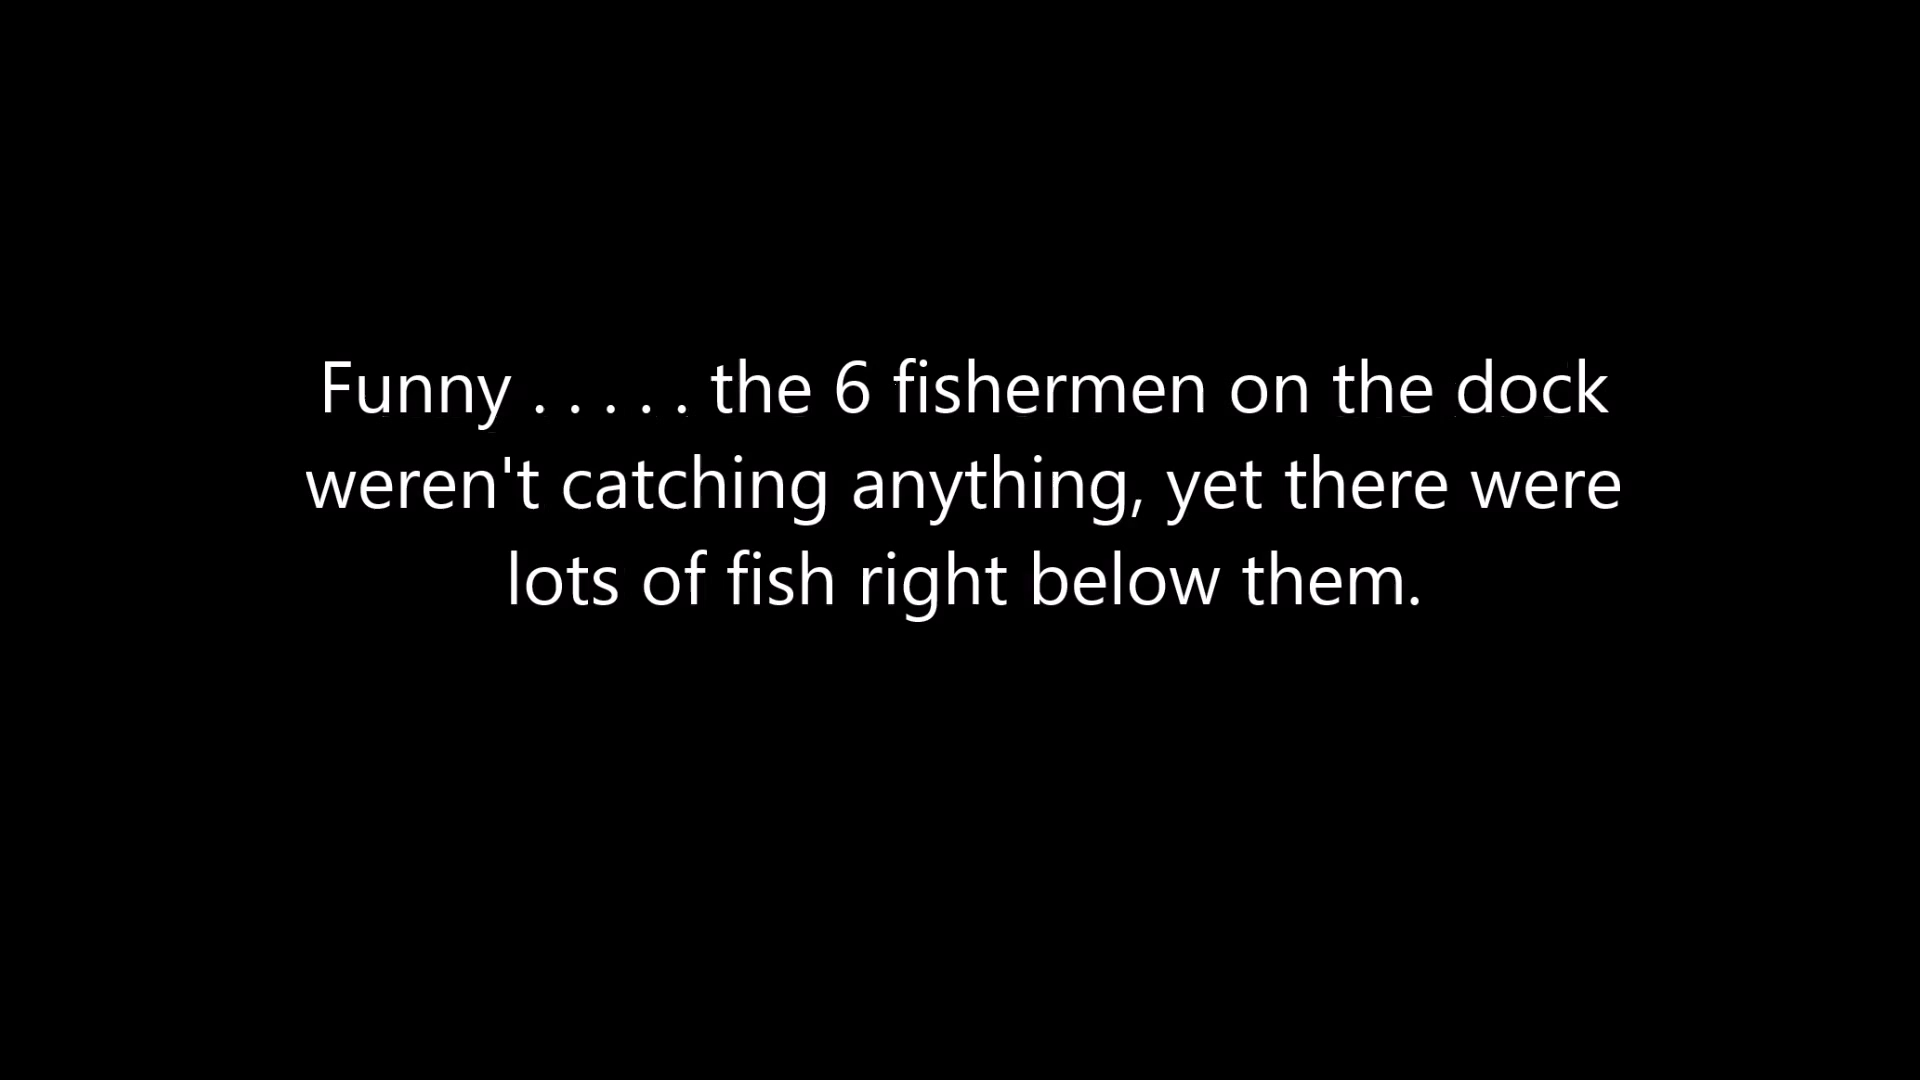 Funny . . . . . the 6 fishermen on the dock
weren't catching anything, yet there were
lots of fish right below them.